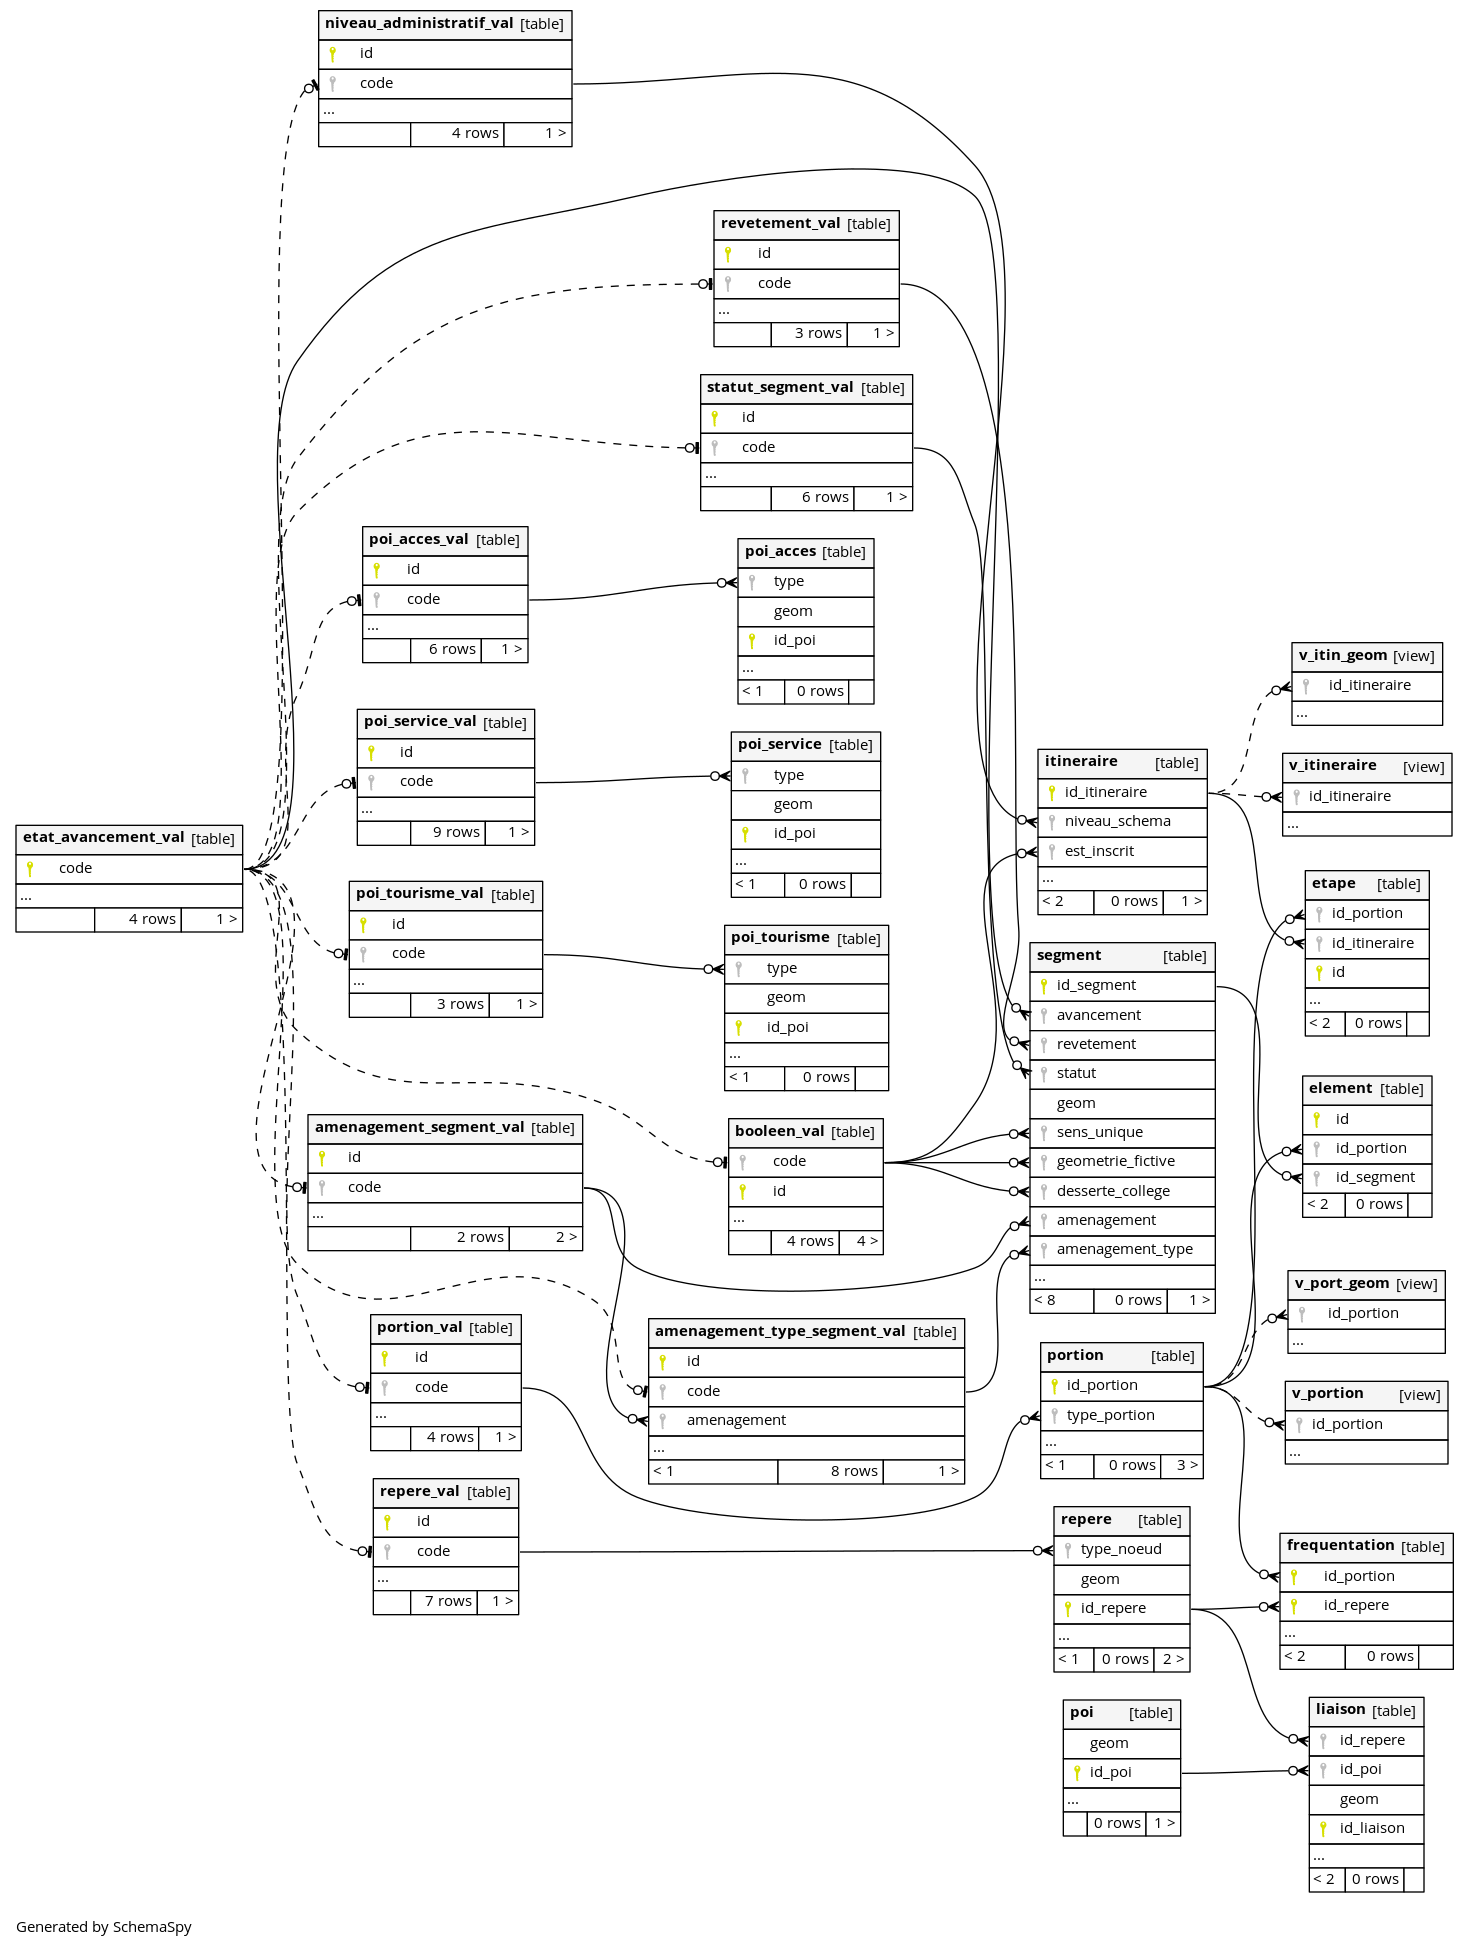 niveau_administratif_val [table]
id
code
...
4 rows 1 >
revetement_val [table]
id
code
...
3 rows 1 >
statut_segment_val [table]
id
code
...
6 rows 1 >
poi_acces_val [table]
id
code
...
6 rows 1 >
poi_acces [table]
type
geom
id_poi
...
< 1 0 rows
v_itin_geom [view]
id_itineraire
...
poi_service_val [table]
id
code
...
9 rows 1 >
poi_service [table]
type
geom
id_poi
...
< 1 0 rows
itineraire [table]
id_itineraire
niveau_schema
est_inscrit
...
< 2 0 rows 1 >
v_itineraire [view]
id_itineraire
...
etat_avancement_val [table]
code
...
4 rows 1 >
poi_tourisme_val [table]
id
code
...
3 rows 1 >
poi_tourisme [table]
type
geom
id_poi
...
< 1 0 rows
segment [table]
id_segment
avancement
revetement
statut
geom
sens_unique
geometrie_fictive
desserte_college
amenagement
amenagement_type
...
< 8 0 rows 1 >
etape [table]
id_portion
id_itineraire
id
...
< 2 0 rows
element [table]
id
id_portion
id_segment
< 2 0 rows
amenagement_segment_val [table]
id
code
...
2 rows 2 >
booleen_val [table]
code
id
...
4 rows 4 >
v_port_geom [view]
id_portion
...
portion_val [table]
id
code
...
4 rows 1 >
amenagement_type_segment_val [table]
id
code
amenagement
...
< 1 8 rows 1 >
portion [table]
id_portion
type_portion
...
< 1 0 rows 3 >
v_portion [view]
id_portion
...
repere_val [table]
id
code
...
7 rows 1 >
repere [table]
type_noeud
geom
id_repere
...
< 1 0 rows 2 >
frequentation [table]
id_portion
id_repere
...
< 2 0 rows
poi [table]
geom
id_poi
...
0 rows 1 >
liaison [table]
id_repere
id_poi
geom
id_liaison
...
< 2 0 rows
Generated by SchemaSpy